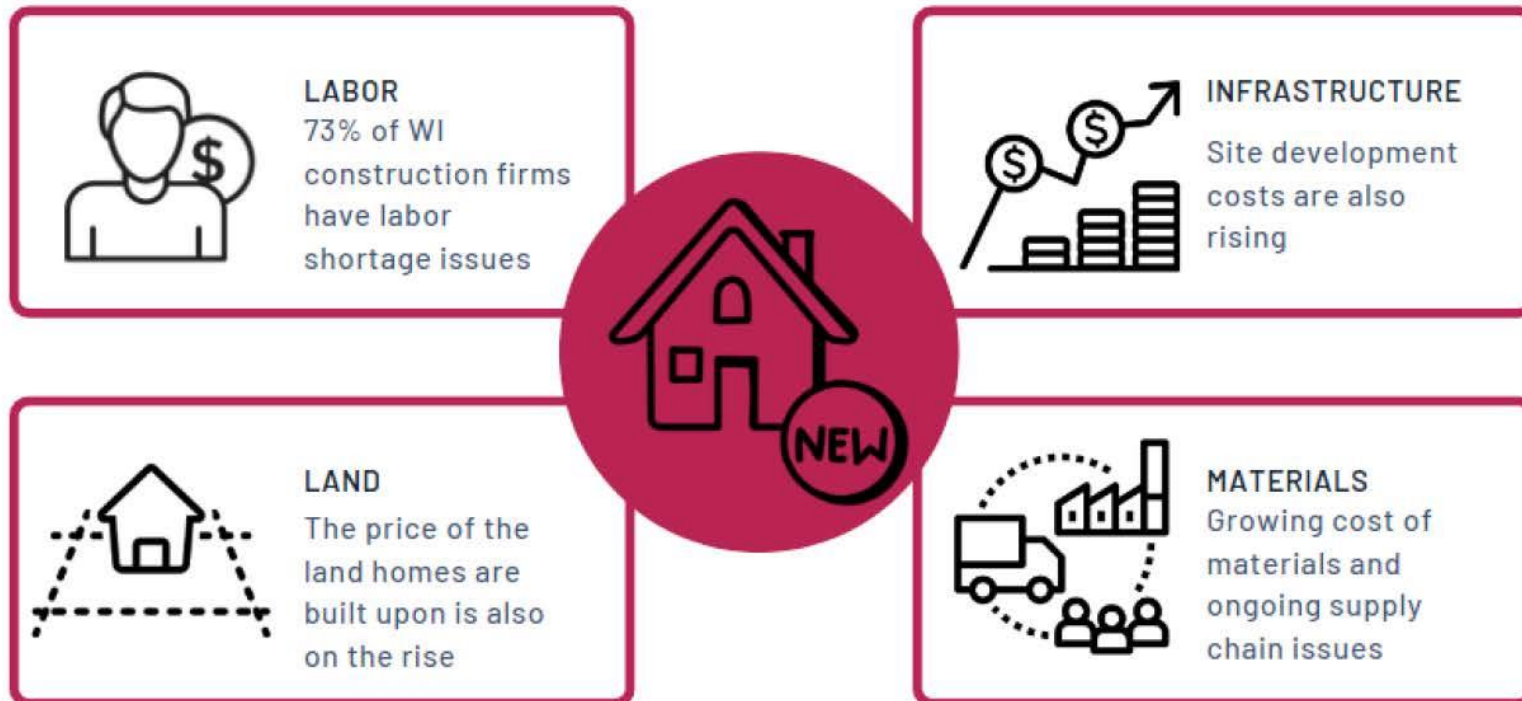 LABOR
73% of WI
construction firms
have labor
shortage issues
INFRASTRUCTURE
Site development
costs are also
rising
$
$
$
NEW
LAND
The price of the
land homes are
built upon is also
on the rise
MATERIALS
Growing cost of
materials and
ongoing supply
chain issues